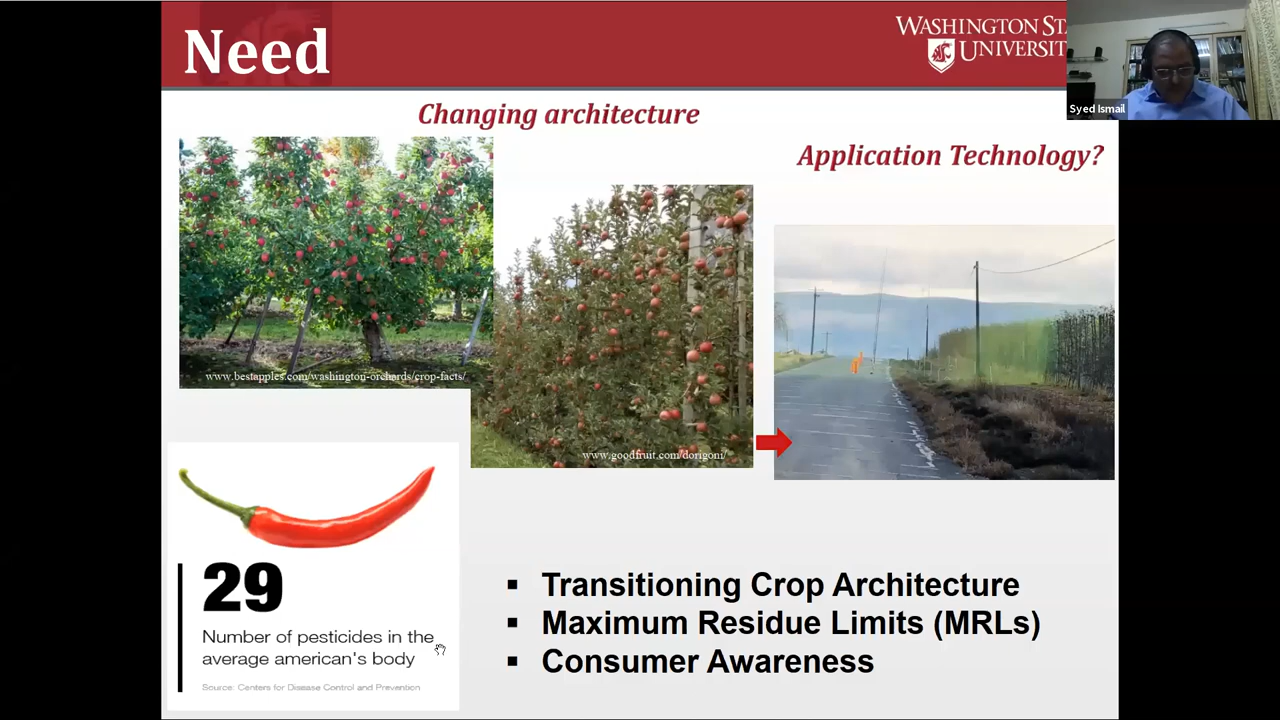 Need
WASHINGTON ST
UNIVERSIT
Syed Ismail
Changing architecture
Application Technology?
www.bestapples.com/washington-orchards/crop-facts/
www.goodfruit.com/dorigoni/
29
Number of pesticides in the
average american's body
Source: Centers for Disease Control and Prevention
▪ Transitioning Crop Architecture
▪ Maximum Residue Limits (MRLs)
▪ Consumer Awareness